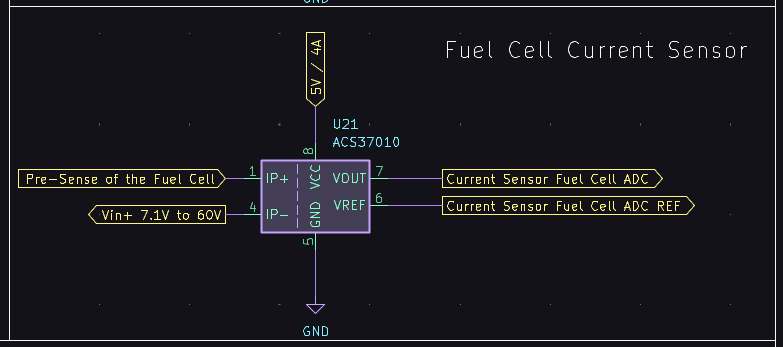 GND
Fuel Cell Current Sensor
5V / 4A
U21
ACS37010
8
Pre-Sense of the Fuel Cell
1
IP+
VCC
VOUT
7
Current Sensor Fuel Cell ADC
Vin+ 7.1V to 60V
4
IP-
GND
VREF
6
Current Sensor Fuel Cell ADC REF
5
GND